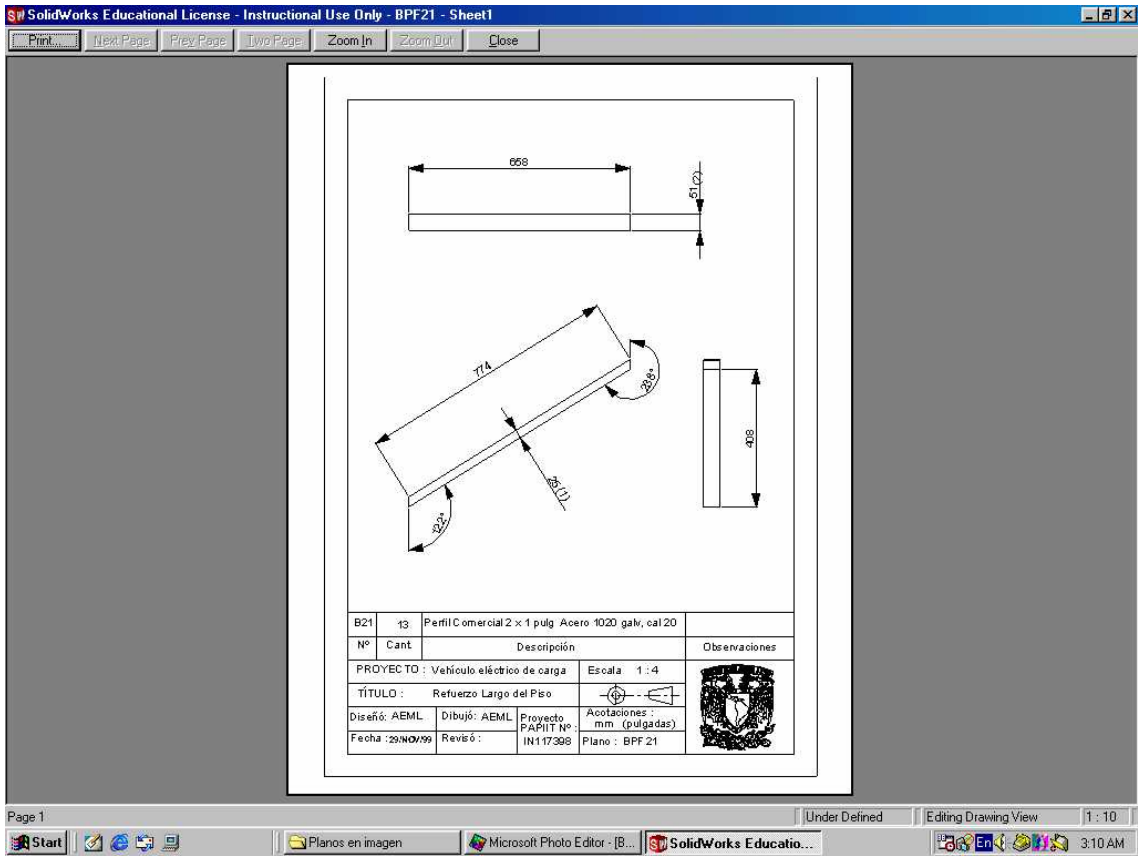 SolidWorks Educational License - Instructional Use Only - BPF21 - Sheet1
Print... Next Page Prev Page Two Page Zoom In Zoom Out Close
658
51(2)
774
238°
408
25(1)
122°
B21 13 Perfil Comercial 2 x 1 pulg Acero 1020 galv, cal 20
Nº Cant. Descripción Observaciones
PROYECTO : Vehículo eléctrico de carga Escala 1 : 4
TÍTULO : Refuerzo Largo del Piso
Diseñó: AEML Dibujó: AEML Proyecto PAPIIT Nº : IN117398 Acotaciones : mm (pulgadas)
Fecha : 29/NOV/99 Revisó : Plano : BPF 21
Page 1 Under Defined Editing Drawing View 1 : 10
Start Planos en imagen Microsoft Photo Editor - [B... SolidWorks Educatio... En 3:10 AM